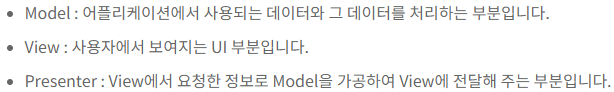 • Model : 어플리케이션에서 사용되는 데이터와 그 데이터를 처리하는 부분입니다.
• View : 사용자에서 보여지는 UI 부분입니다.
• Presenter : View에서 요청한 정보로 Model을 가공하여 View에 전달해 주는 부분입니다.